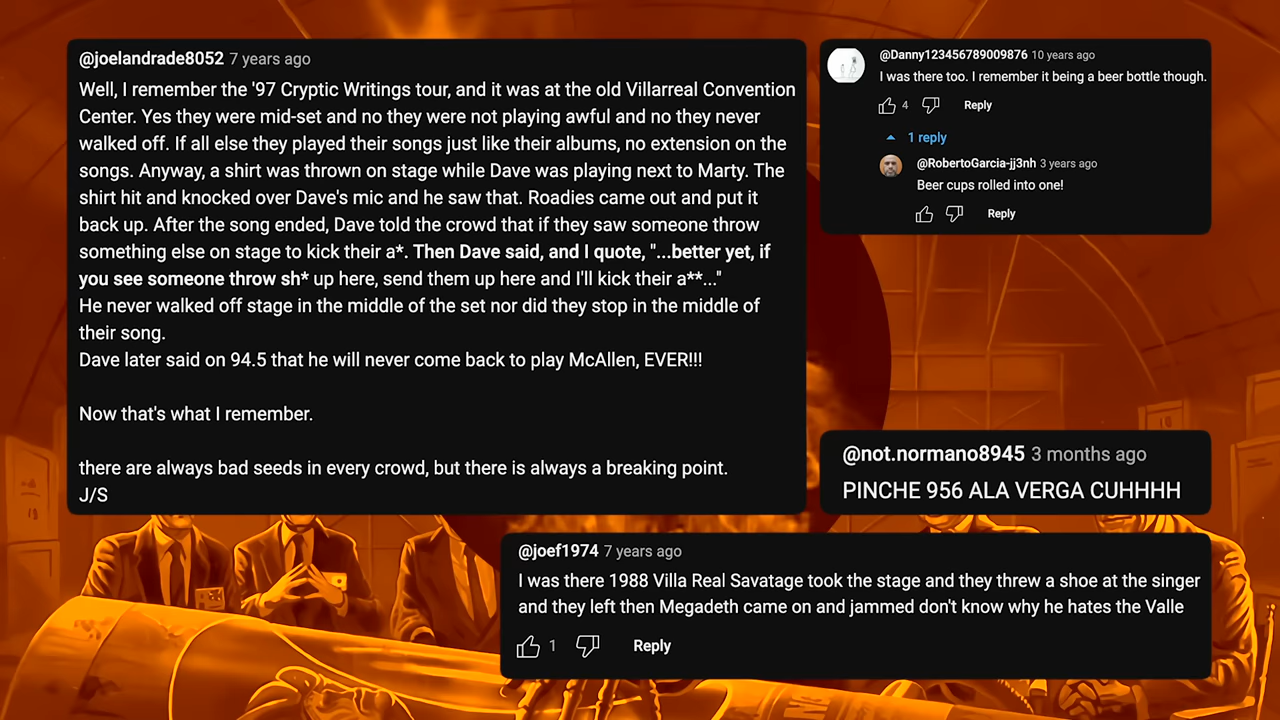 @joelandrade8052 7 years ago
Well, I remember the '97 Cryptic Writings tour, and it was at the old Villarreal Convention
Center. Yes they were mid-set and no they were not playing awful and no they never
walked off. If all else they played their songs just like their albums, no extension on the
songs. Anyway, a shirt was thrown on stage while Dave was playing next to Marty. The
shirt hit and knocked over Dave's mic and he saw that. Roadies came out and put it
back up. After the song ended, Dave told the crowd that if they saw someone throw
something else on stage to kick their a*. Then Dave said, and I quote, "...better yet, if
you see someone throw sh* up here, send them up here and I'll kick their a**..."
He never walked off stage in the middle of the set nor did they stop in the middle of
their song.
Dave later said on 94.5 that he will never come back to play McAllen, EVER!!!
Now that's what I remember.
there are always bad seeds in every crowd, but there is always a breaking point.
J/S
@Danny123456789009876 10 years ago
I was there too. I remember it being a beer bottle though.
4 Reply
1 reply
@RobertoGarcia-jj3nh 3 years ago
Beer cups rolled into one!
Reply
@not.normano8945 3 months ago
PINCHE 956 ALA VERGA CUHHHH
@joef1974 7 years ago
I was there 1988 Villa Real Savatage took the stage and they threw a shoe at the singer
and they left then Megadeth came on and jammed don't know why he hates the Valle
1 Reply